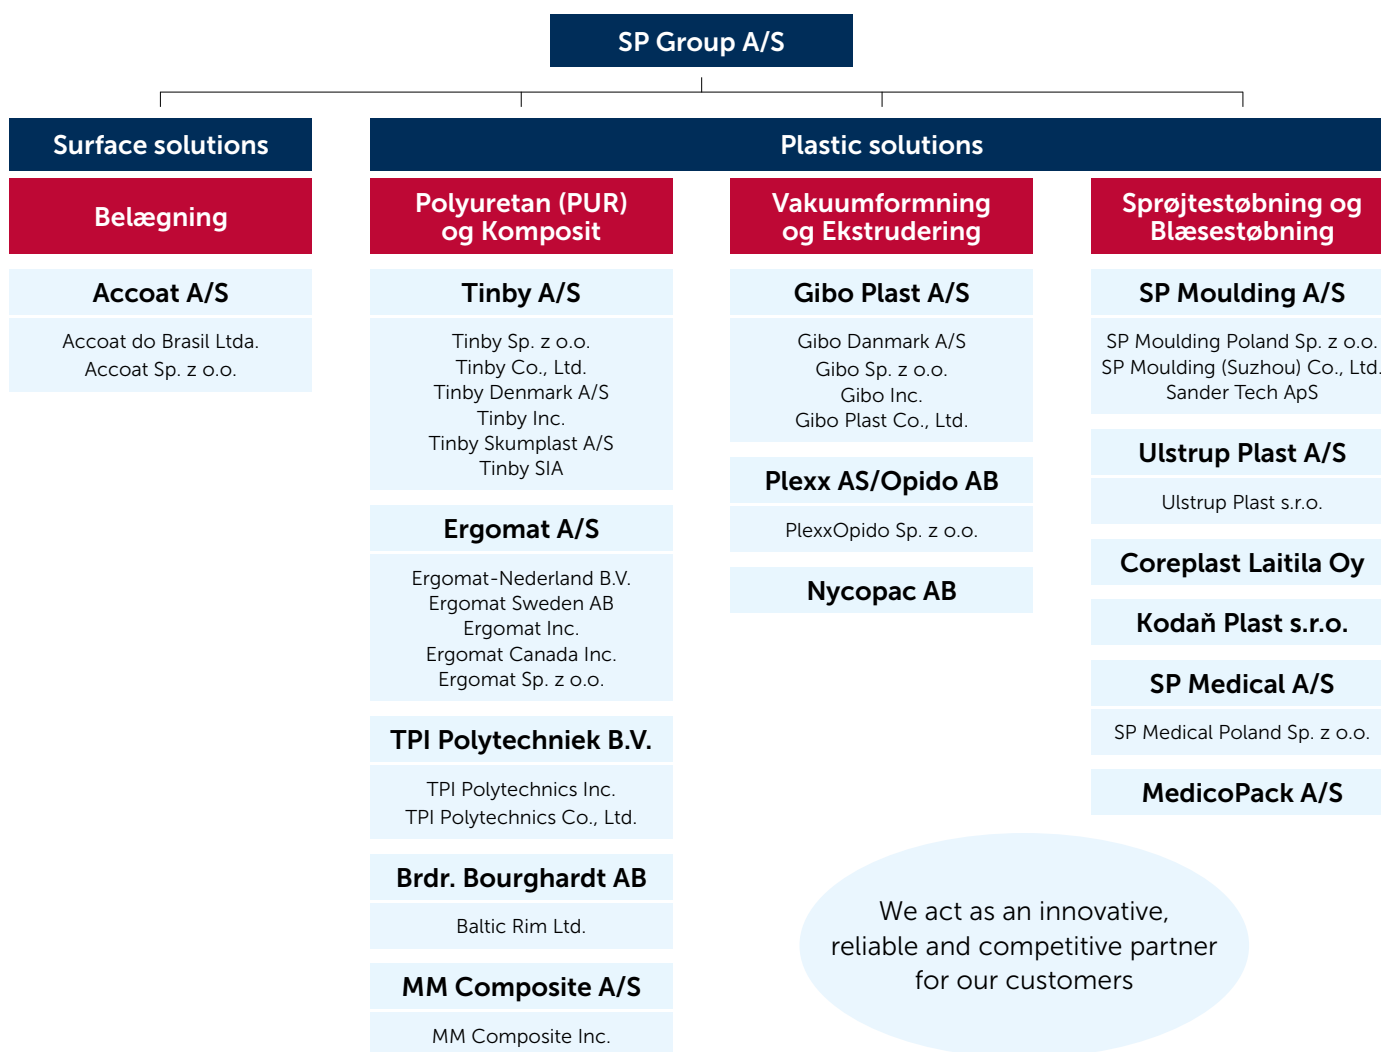 SP Group A/S
Surface solutions
Plastic solutions
Belægning
Accoat A/S
Accoat do Brasil Ltda.
Accoat Sp. z o.o.
Polyuretan (PUR)
og Komposit
Tinby A/S
Tinby Sp. z o.o.
Tinby Co., Ltd.
Tinby Denmark A/S
Tinby Inc.
Tinby Skumplast A/S
Tinby SIA
Ergomat A/S
Ergomat-Nederland B.V.
Ergomat Sweden AB
Ergomat Inc.
Ergomat Canada Inc.
Ergomat Sp. z o.o.
TPI Polytechniek B.V.
TPI Polytechnics Inc.
TPI Polytechnics Co., Ltd.
Brdr. Bourghardt AB
Baltic Rim Ltd.
MM Composite A/S
MM Composite Inc.
Vakuumformning
og Ekstrudering
Gibo Plast A/S
Gibo Danmark A/S
Gibo Sp. z o.o.
Gibo Inc.
Gibo Plast Co., Ltd.
Plexx AS/Opido AB
PlexxOpido Sp. z o.o.
Nycopac AB
Sprøjtestøbning og
Blæsestøbning
SP Moulding A/S
SP Moulding Poland Sp. z o.o.
SP Moulding (Suzhou) Co., Ltd.
Sander Tech ApS
Ulstrup Plast A/S
Ulstrup Plast s.r.o.
Coreplast Laitila Oy
Kodaň Plast s.r.o.
SP Medical A/S
SP Medical Poland Sp. z o.o.
MedicoPack A/S
We act as an innovative,
reliable and competitive partner
for our customers